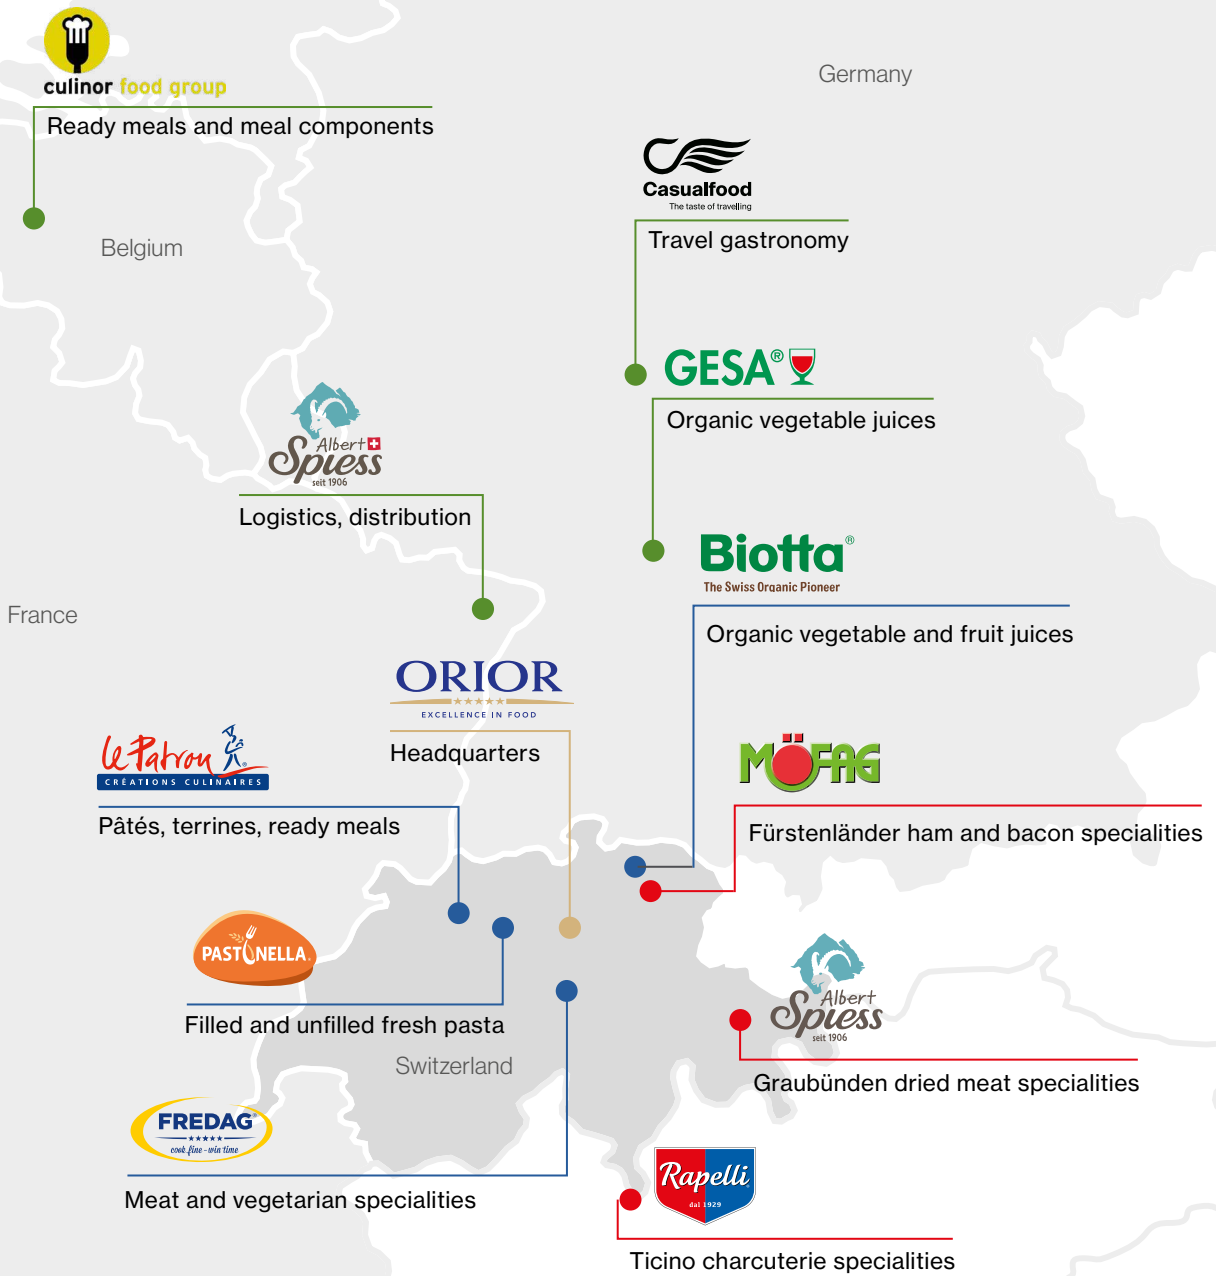 culinor food group
Ready meals and meal components
Germany
Casualfood
The taste of travelling
Travel gastronomy
Belgium
GESA®
Organic vegetable juices
Albert
Spiess
seit 1906
Logistics, distribution
Biotta®
The Swiss Organic Pioneer
Organic vegetable and fruit juices
France
ORIOR
EXCELLENCE IN FOOD
Headquarters
le Patron
CRÉATIONS CULINAIRES
Pâtés, terrines, ready meals
MÖFAG
Fürstenländer ham and bacon specialities
PASTINELLA
Filled and unfilled fresh pasta
Albert
Spiess
seit 1906
Graubünden dried meat specialities
Switzerland
FREDAG®
cook fine - win time
Meat and vegetarian specialities
Rapelli
dal 1929
Ticino charcuterie specialities